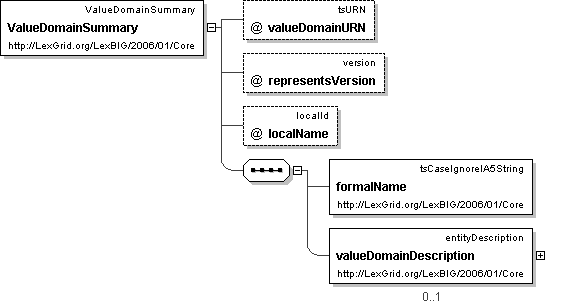 ValueDomainSummary
ValueDomainSummary
http://LexGrid.org/LexBIG/2006/01/Core
tsURN
@ valueDomainURN
version
@ representsVersion
localId
@ localName
tsCaseIgnoreIA5String
formalName
http://LexGrid.org/LexBIG/2006/01/Core
entityDescription
valueDomainDescription
http://LexGrid.org/LexBIG/2006/01/Core
0..1